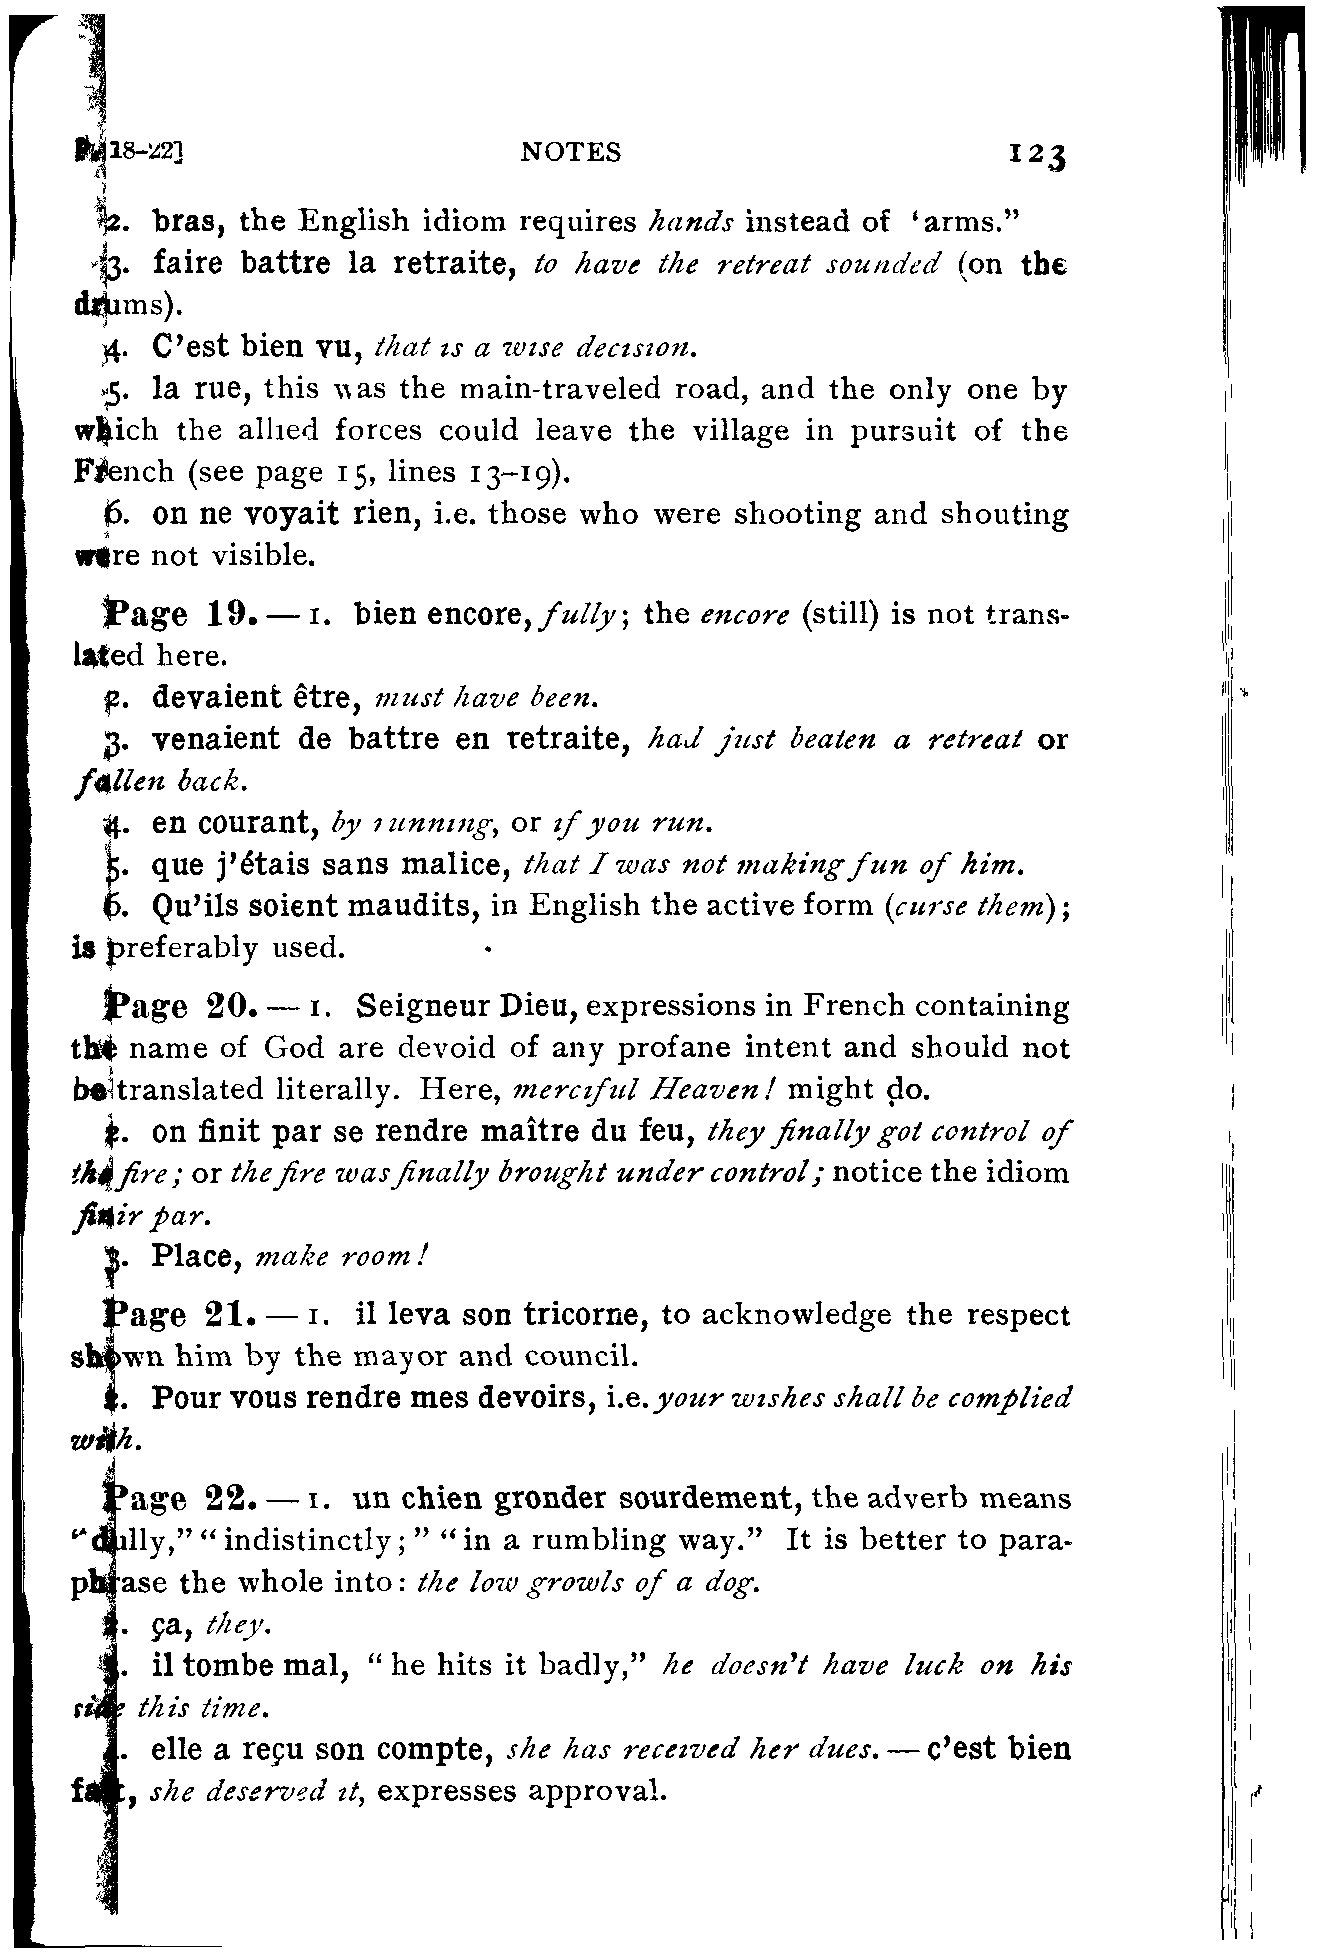 18–22] NOTES 123
2. bras, the English idiom requires hands instead of ‘arms.”
3. faire battre la retraite, to have the retreat sounded (on the
drums).
4. C’est bien vu, that is a wise decision.
5. la rue, this was the main-traveled road, and the only one by
which the allied forces could leave the village in pursuit of the
French (see page 15, lines 13–19).
6. on ne voyait rien, i.e. those who were shooting and shouting
were not visible.
Page 19. — 1. bien encore, fully; the encore (still) is not trans-
lated here.
2. devaient être, must have been.
3. venaient de battre en retraite, had just beaten a retreat or
fallen back.
4. en courant, by running, or if you run.
5. que j’étais sans malice, that I was not making fun of him.
6. Qu’ils soient maudits, in English the active form (curse them);
is preferably used.
Page 20. — 1. Seigneur Dieu, expressions in French containing
the name of God are devoid of any profane intent and should not
be translated literally. Here, merciful Heaven! might do.
2. on finit par se rendre maître du feu, they finally got control of
the fire; or the fire was finally brought under control; notice the idiom
finir par.
3. Place, make room!
Page 21. — 1. il leva son tricorne, to acknowledge the respect
shown him by the mayor and council.
2. Pour vous rendre mes devoirs, i.e. your wishes shall be complied
with.
Page 22. — 1. un chien gronder sourdement, the adverb means
“dully,” “indistinctly;” “in a rumbling way.” It is better to para-
phrase the whole into: the low growls of a dog.
2. ça, they.
3. il tombe mal, “he hits it badly,” he doesn’t have luck on his
side this time.
4. elle a reçu son compte, she has received her dues. — c’est bien
fait, she deserved it, expresses approval.